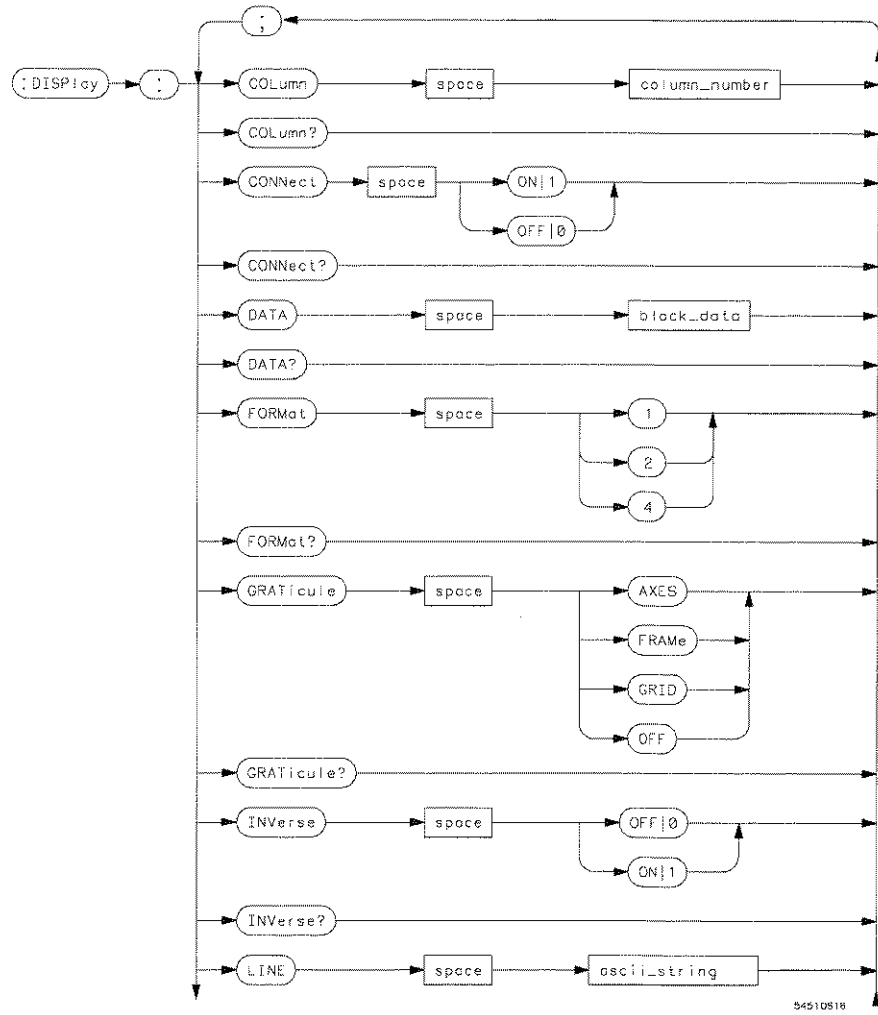 ;
:DISPlay : COLumn space column_number
COLumn?
CONNect space ON|1
OFF|0
CONNect?
DATA space block_data
DATA?
FORMat space 1
2
4
FORMat?
GRATicule space AXES
FRAMe
GRID
OFF
GRATicule?
INVerse space OFF|0
ON|1
INVerse?
LINE space ascii_string